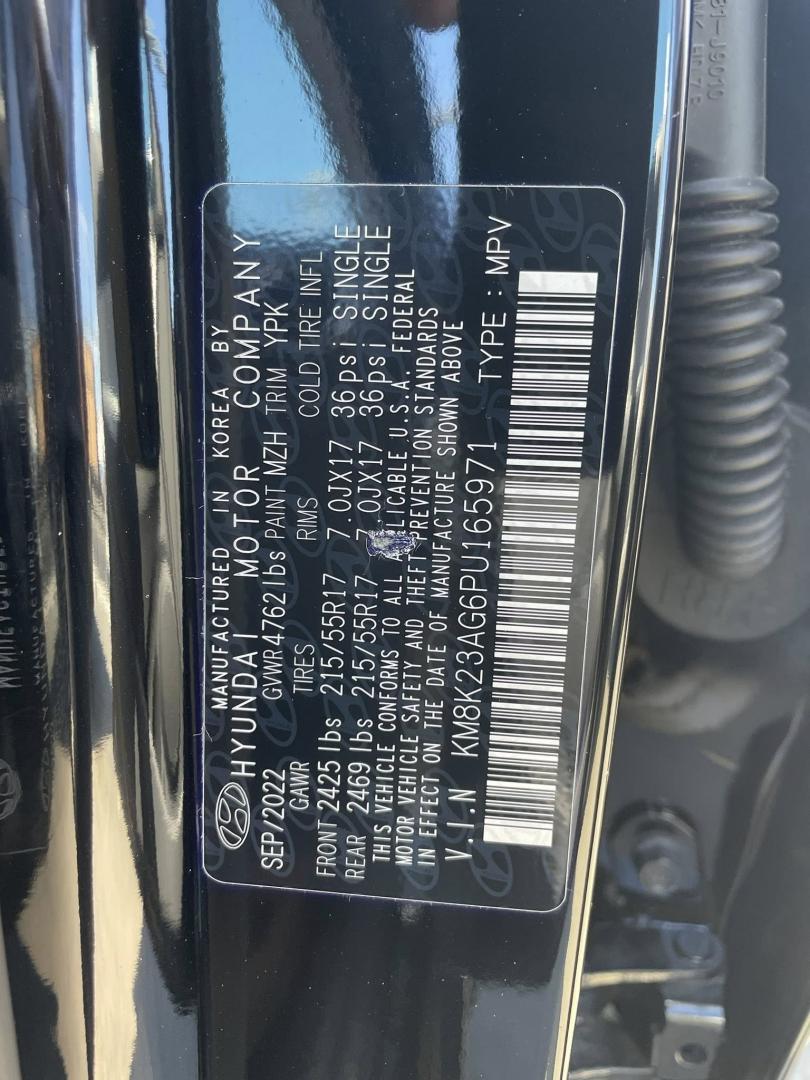 MANUFACTURED IN KOREA BY
HYUNDAI MOTOR COMPANY
SEP/2022 GVWR4762lbs PAINT MZH TRIM YPK
GAWR TIRES RIMS COLD TIRE INFL
FRONT 2425 lbs 215/55R17 7.0JX17 36psi SINGLE
REAR 2469 lbs 215/55R17 7.0JX17 36psi SINGLE
THIS VEHICLE CONFORMS TO ALL APPLICABLE U.S.A. FEDERAL
MOTOR VEHICLE SAFETY AND THEFT PREVENTION STANDARDS
IN EFFECT ON THE DATE OF MANUFACTURE SHOWN ABOVE
V.I.N KM8K23AG6PU165971 TYPE : MPV